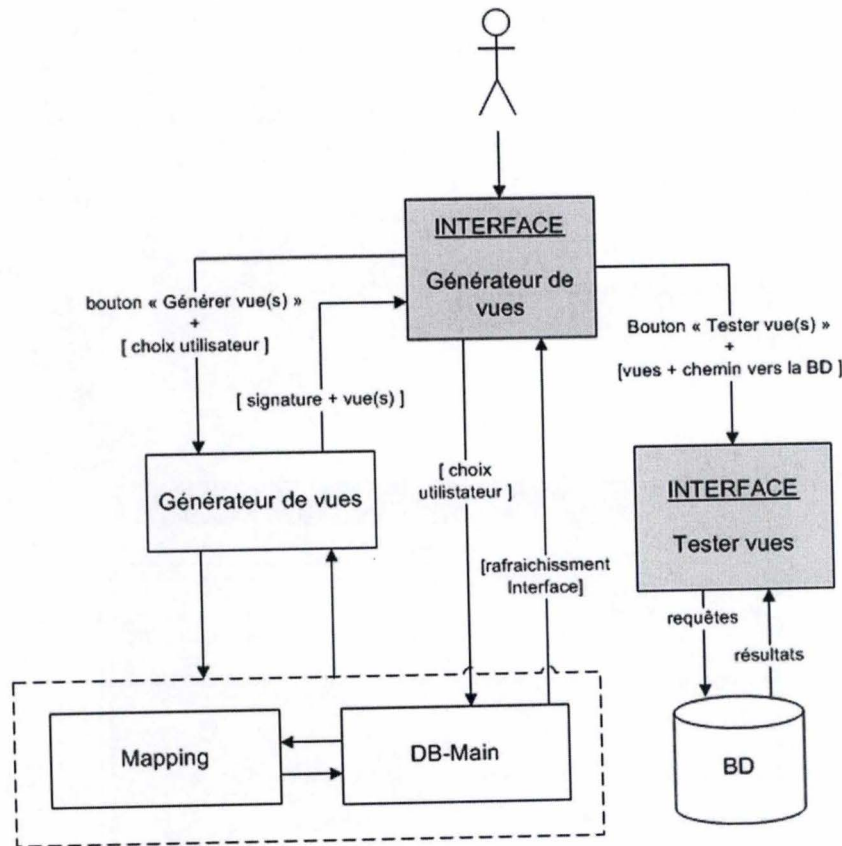 INTERFACE
Générateur de
vues
bouton « Générer vue(s) »
+
[ choix utilisateur ]
[ signature + vue(s) ]
Bouton « Tester vue(s) »
+
[vues + chemin vers la BD ]
Générateur de vues
[ choix
utilistateur ]
[rafraichissment
Interface]
INTERFACE
Tester vues
requêtes
résultats
Mapping
DB-Main
BD